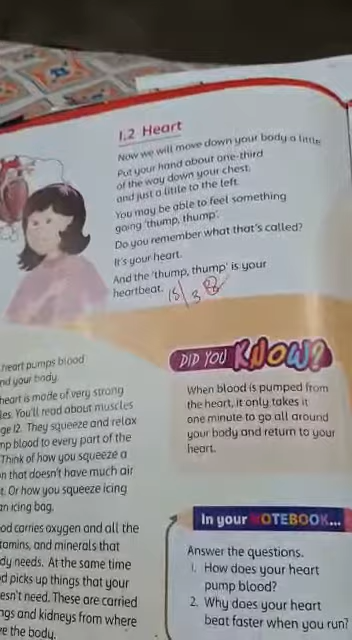 1.2 Heart
Now we will move down your body a little.
Put your hand about one-third
of the way down your chest
and just a little to the left.
You may be able to feel something
going 'thump, thump'.
Do you remember what that's called?
It's your heart.
And the 'thump, thump' is your
heartbeat.
heart pumps blood
nd your body.
heart is made of very strong
les. You'll read about muscles
ge 12. They squeeze and relax
mp blood to every part of the
Think of how you squeeze a
n that doesn't have much air
t. Or how you squeeze icing
an icing bag.
od carries oxygen and all the
tamins, and minerals that
dy needs. At the same time
d picks up things that your
esn't need. These are carried
ngs and kidneys from where
ve the body.
DID YOU KNOW?
When blood is pumped from
the heart, it only takes it
one minute to go all around
your body and return to your
heart.
In your NOTEBOOK...
Answer the questions.
1. How does your heart
pump blood?
2. Why does your heart
beat faster when you run?